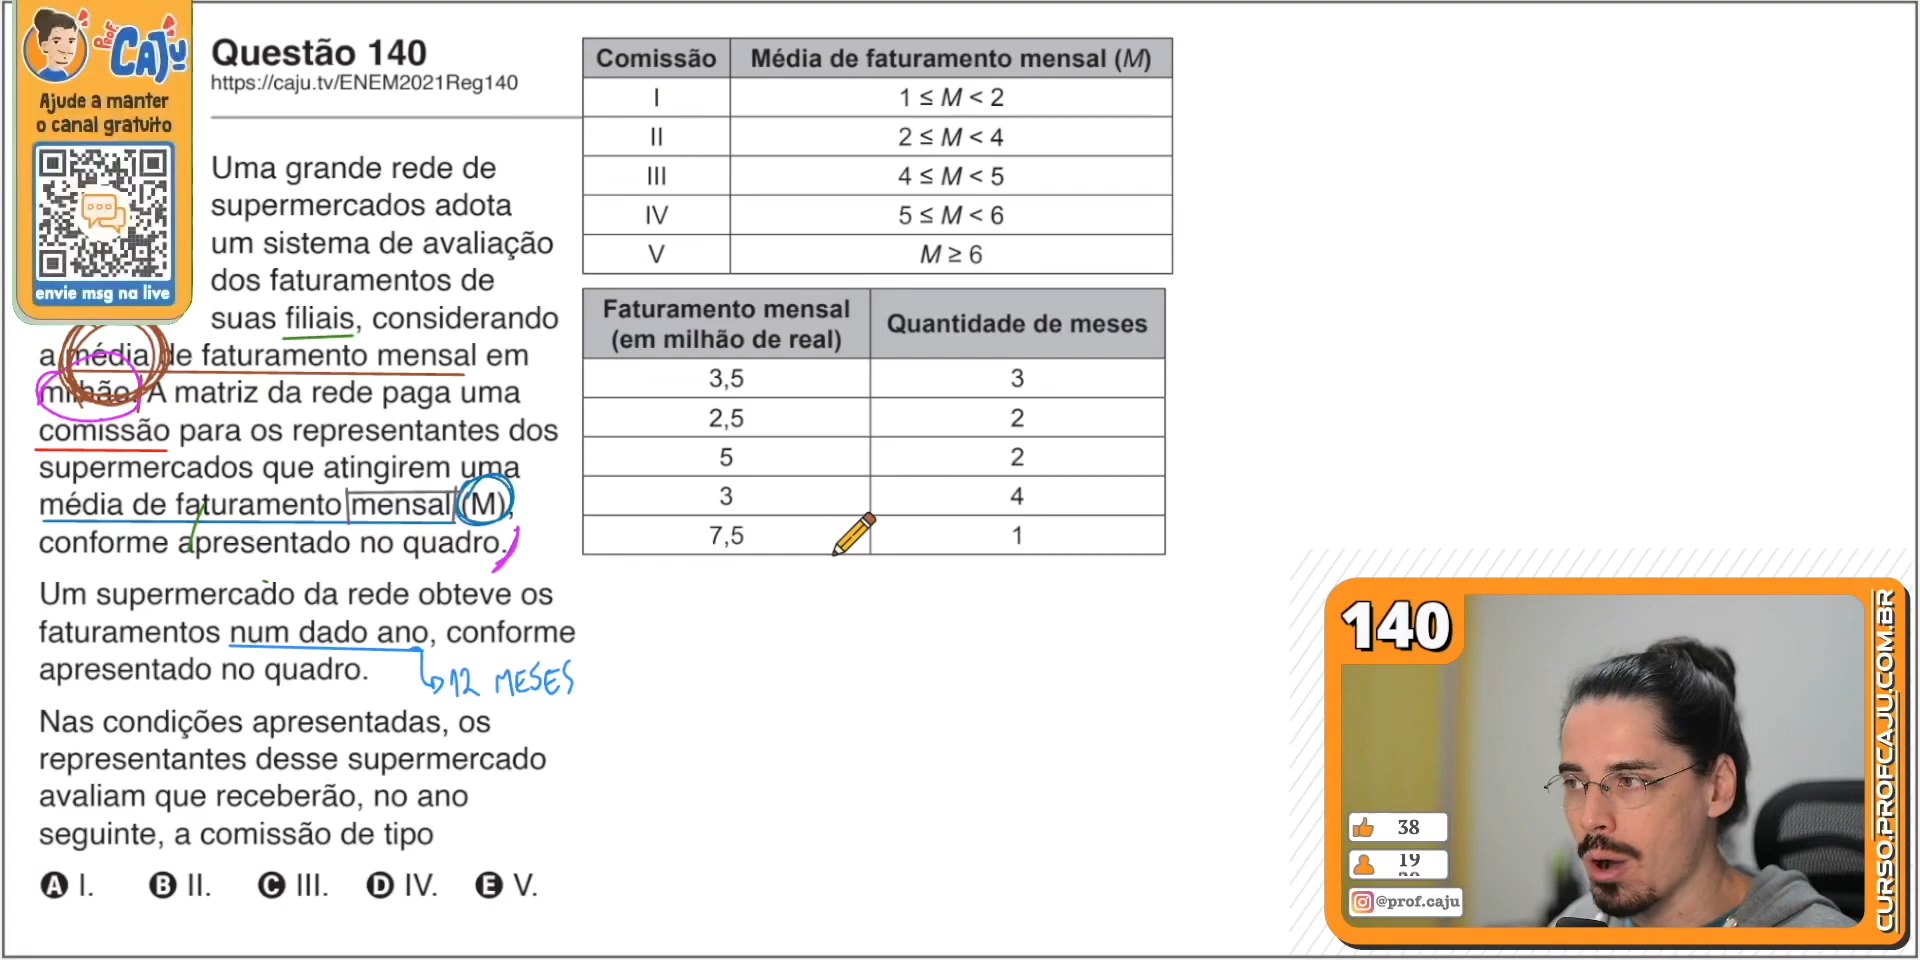 PROF.
CAJU
Ajude a manter
o canal gratuito
envie msg na live
Questão 140
https://caju.tv/ENEM2021Reg140
Uma grande rede de
supermercados adota
um sistema de avaliação
dos faturamentos de
suas filiais, considerando
a média de faturamento mensal em
milhão. A matriz da rede paga uma
comissão para os representantes dos
supermercados que atingirem uma
média de faturamento mensal (M),
conforme apresentado no quadro.
Um supermercado da rede obteve os
faturamentos num dado ano, conforme
apresentado no quadro.
12 MESES
Nas condições apresentadas, os
representantes desse supermercado
avaliam que receberão, no ano
seguinte, a comissão de tipo
A I. B II. C III. D IV. E V.
Comissão Média de faturamento mensal (M)
I 1 ≤ M < 2
II 2 ≤ M < 4
III 4 ≤ M < 5
IV 5 ≤ M < 6
V M ≥ 6
Faturamento mensal
(em milhão de real) Quantidade de meses
3,5 3
2,5 2
5 2
3 4
7,5 1
140
38
19
@prof.caju
CURSO.PROFCAJU.COM.BR